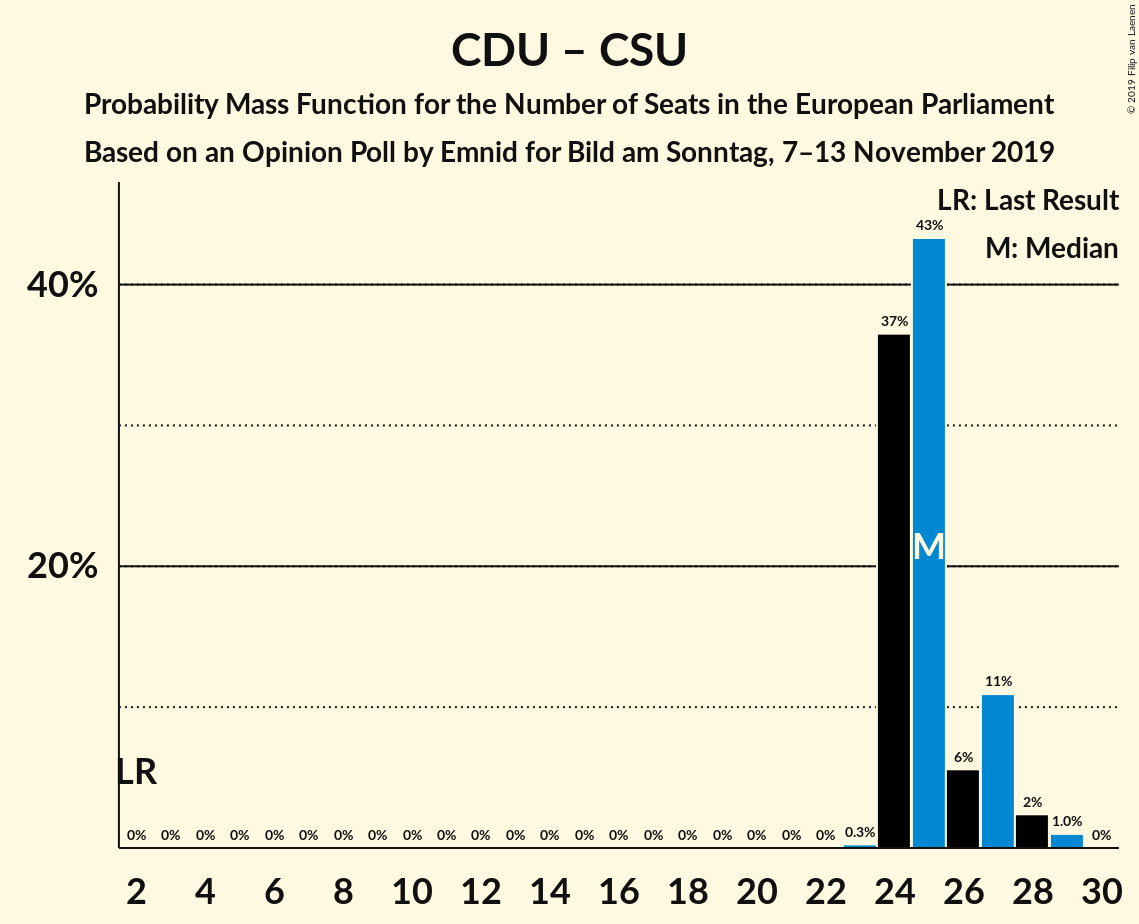 CDU – CSU
Probability Mass Function for the Number of Seats in the European Parliament
Based on an Opinion Poll by Emnid for Bild am Sonntag, 7–13 November 2019
© 2019 Filip van Laenen
LR: Last Result
M: Median
43%
40%
37%
M
20%
11%
6%
LR
2%
1.0%
0% 0% 0% 0% 0% 0% 0% 0% 0% 0% 0% 0% 0% 0% 0% 0% 0% 0% 0% 0% 0% 0.3% 0%
2 4 6 8 10 12 14 16 18 20 22 24 26 28 30